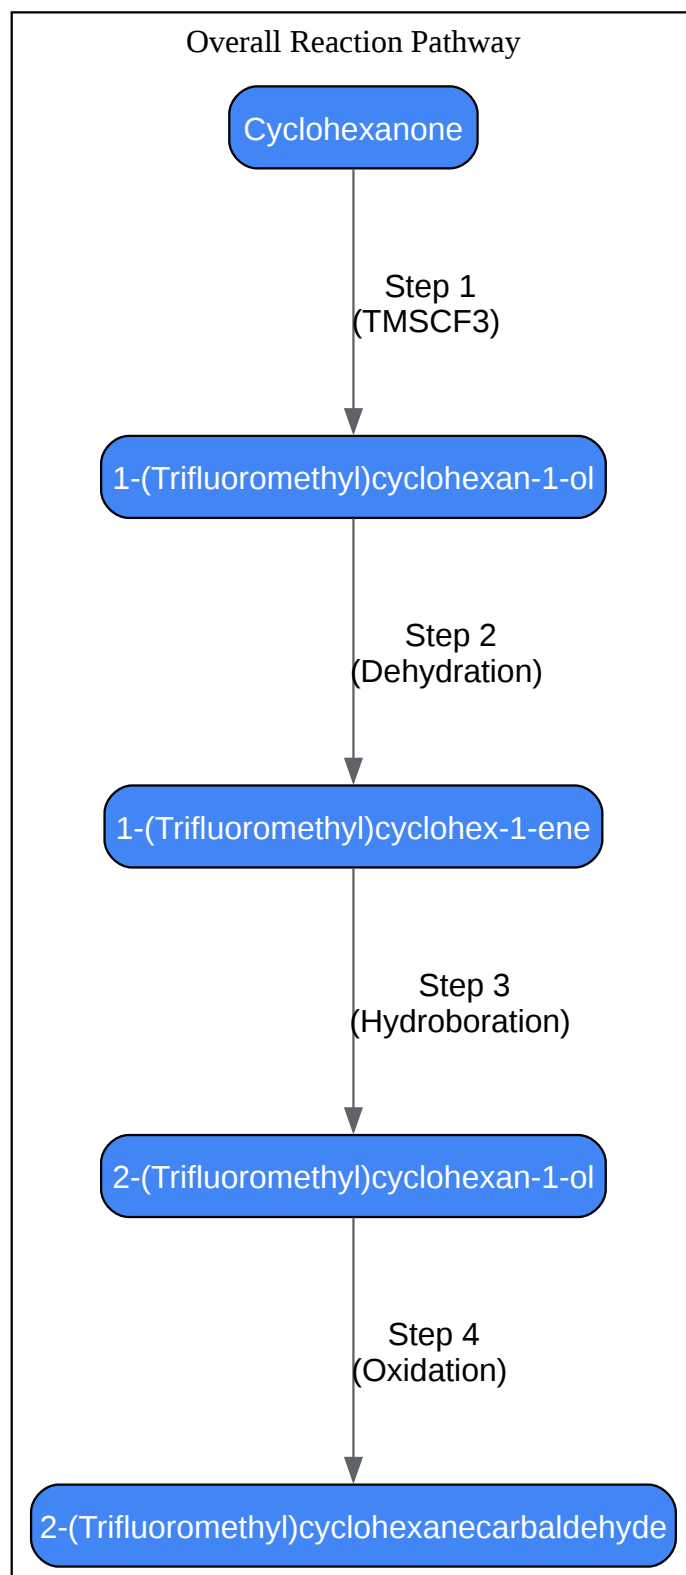 Overall Reaction Pathway
Cyclohexanone
Step 1
(TMSCF3)
1-(Trifluoromethyl)cyclohexan-1-ol
Step 2
(Dehydration)
1-(Trifluoromethyl)cyclohex-1-ene
Step 3
(Hydroboration)
2-(Trifluoromethyl)cyclohexan-1-ol
Step 4
(Oxidation)
2-(Trifluoromethyl)cyclohexanecarbaldehyde